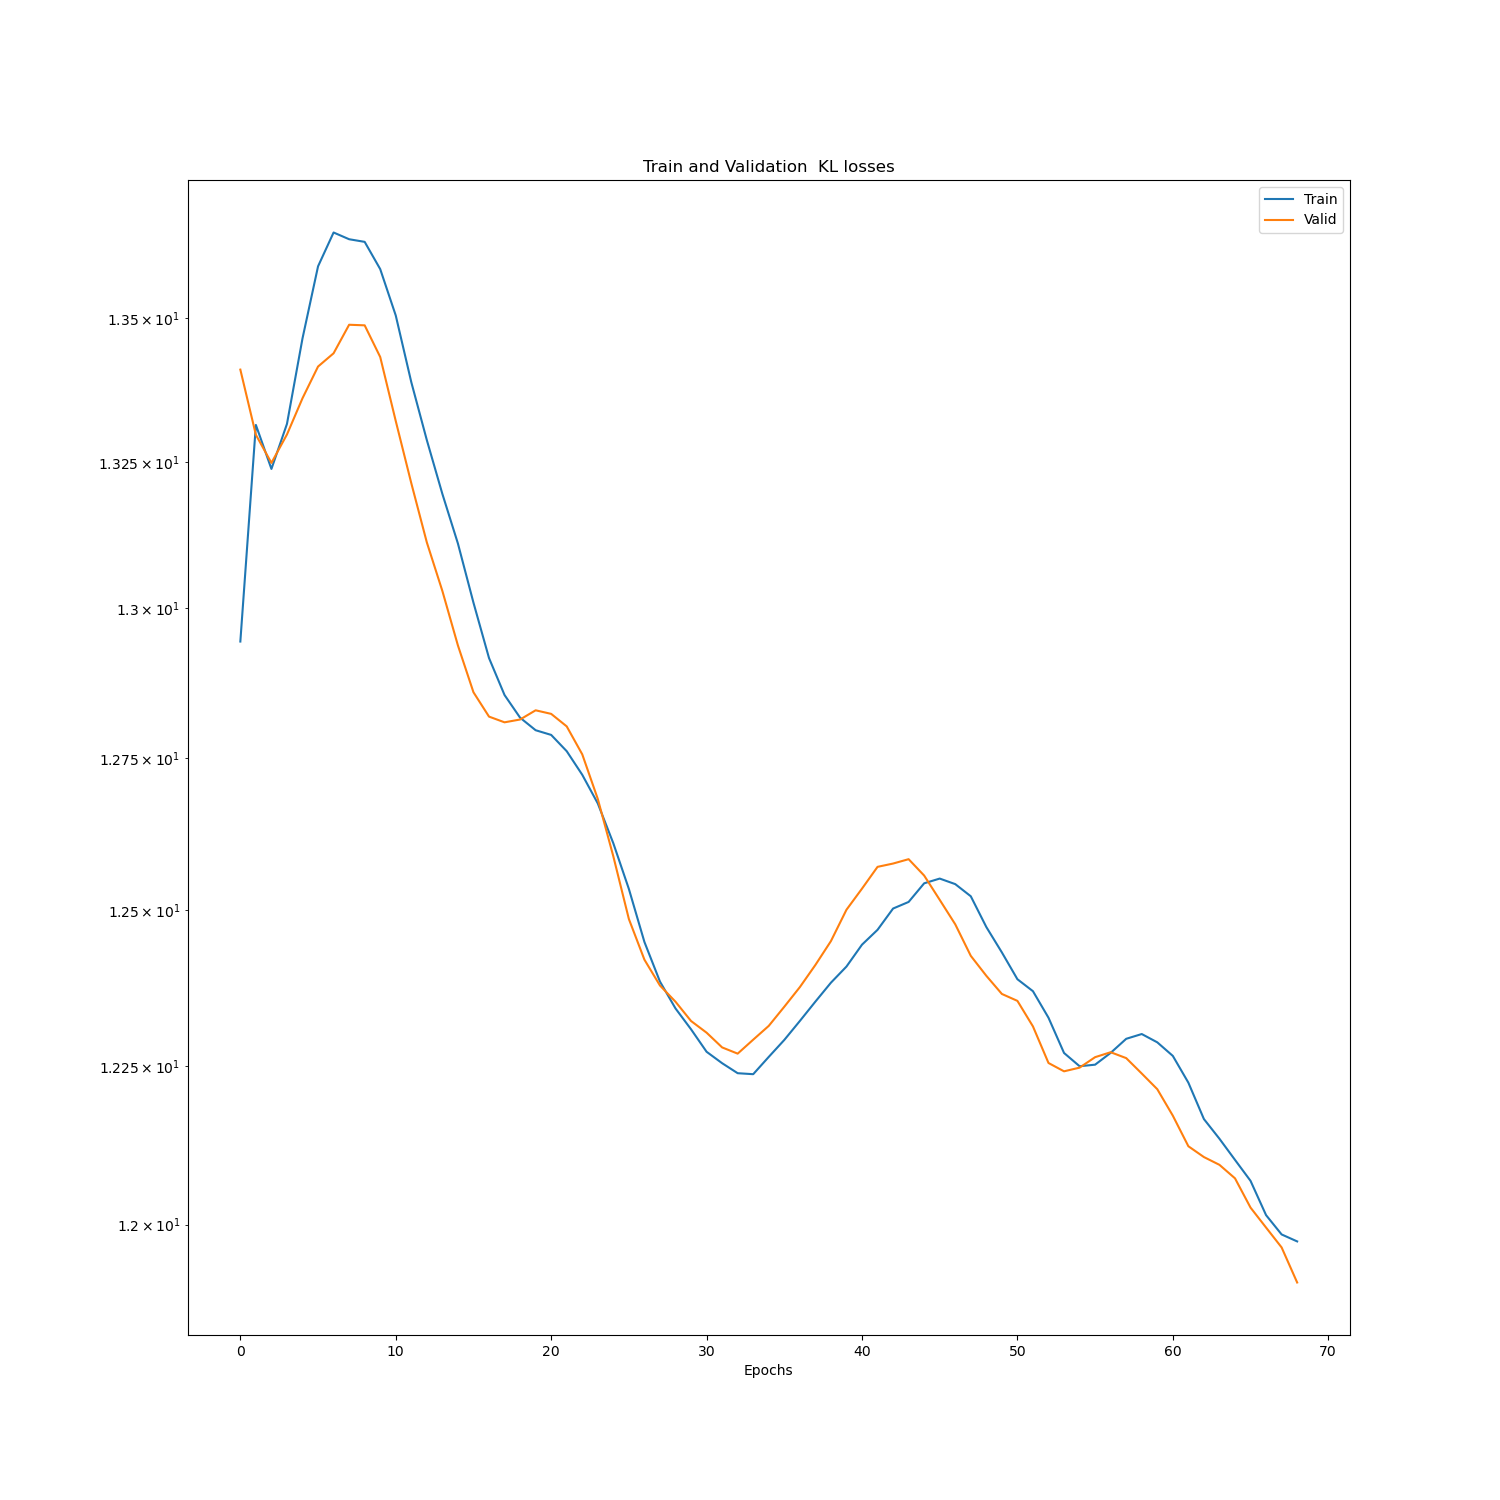 Train and Validation  KL losses
Train
Valid
1.35 × 10¹
1.325 × 10¹
1.3 × 10¹
1.275 × 10¹
1.25 × 10¹
1.225 × 10¹
1.2 × 10¹
0 10 20 30 40 50 60 70
Epochs